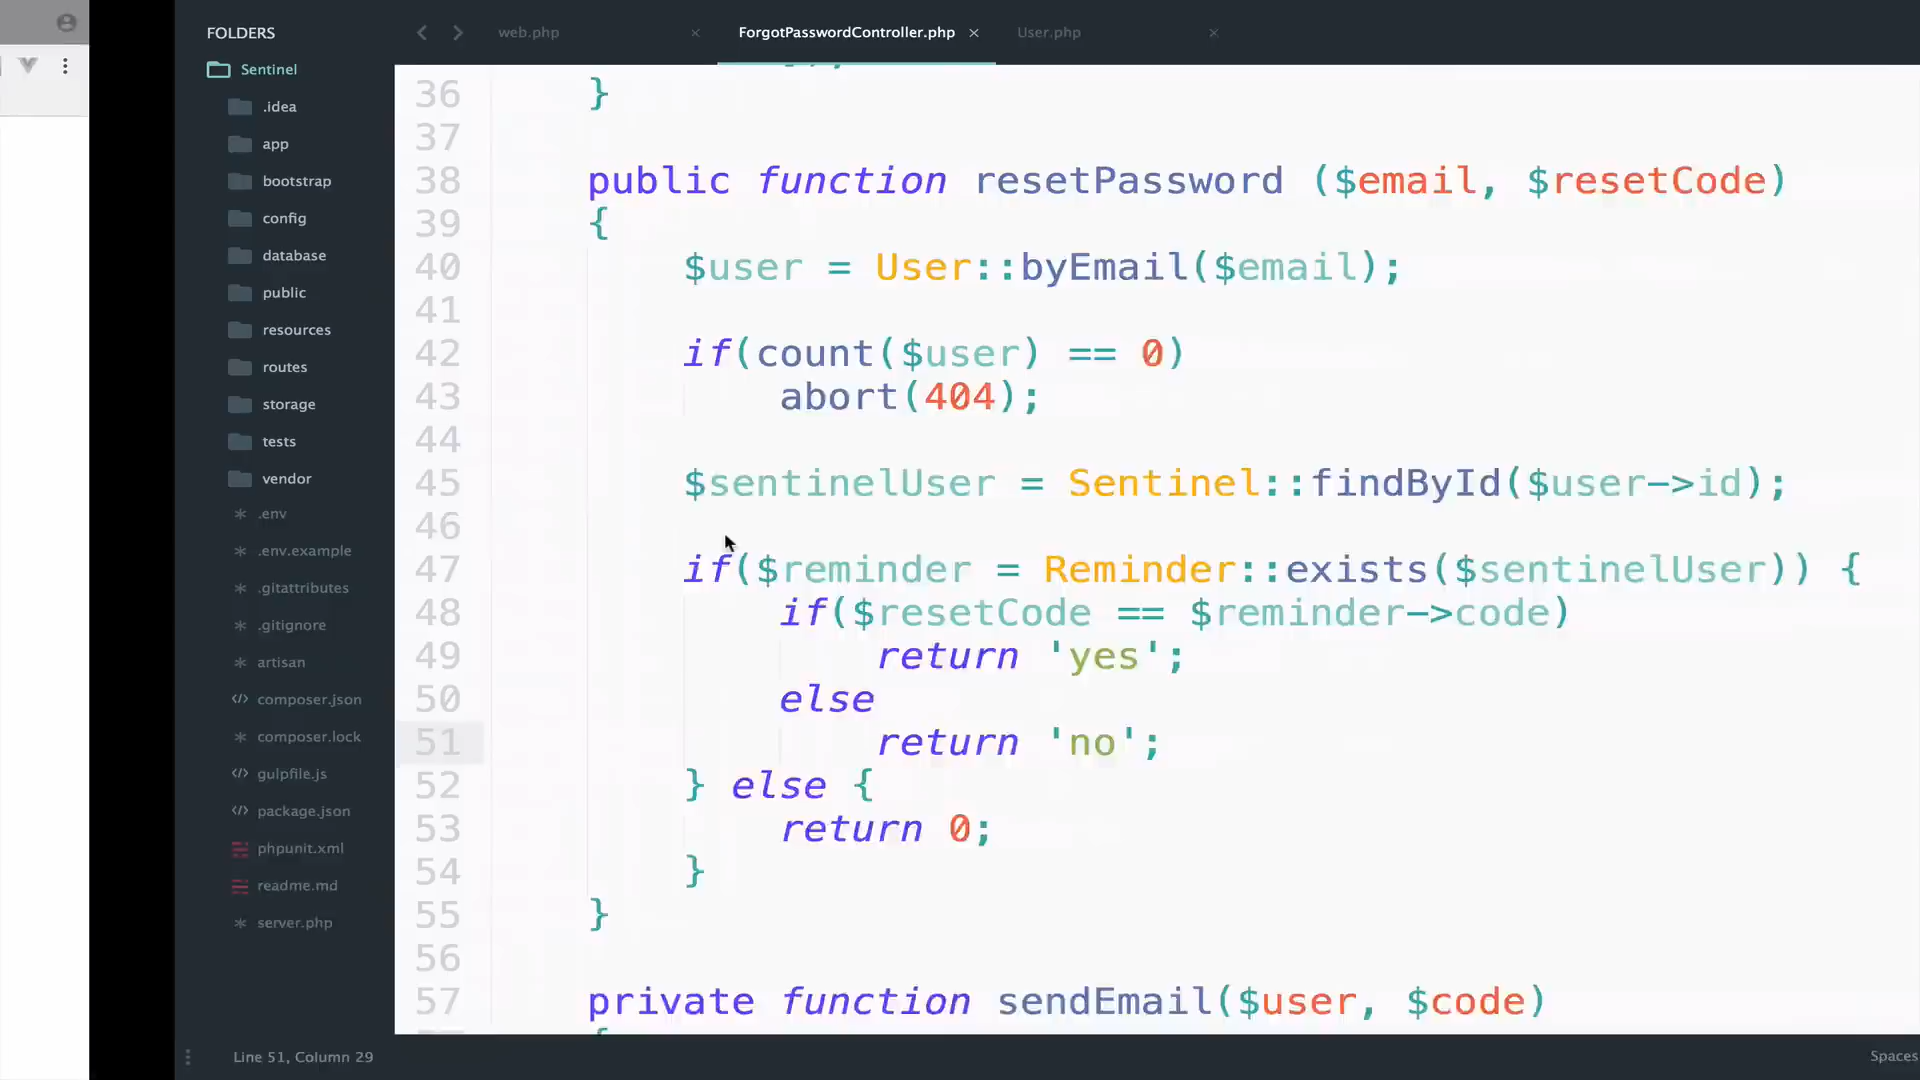 FOLDERS
Sentinel
.idea
app
bootstrap
config
database
public
resources
routes
storage
tests
vendor
.env
.env.example
.gitattributes
.gitignore
artisan
composer.json
composer.lock
gulpfile.js
package.json
phpunit.xml
readme.md
server.php
web.php ×
ForgotPasswordController.php ×
User.php ×
36 }
37
38 public function resetPassword ($email, $resetCode)
39 {
40 $user = User::byEmail($email);
41
42 if(count($user) == 0)
43 abort(404);
44
45 $sentinelUser = Sentinel::findById($user->id);
46
47 if($reminder = Reminder::exists($sentinelUser)) {
48 if($resetCode == $reminder->code)
49 return 'yes';
50 else
51 return 'no';
52 } else {
53 return 0;
54 }
55 }
56
57 private function sendEmail($user, $code)
Line 51, Column 29
Spaces